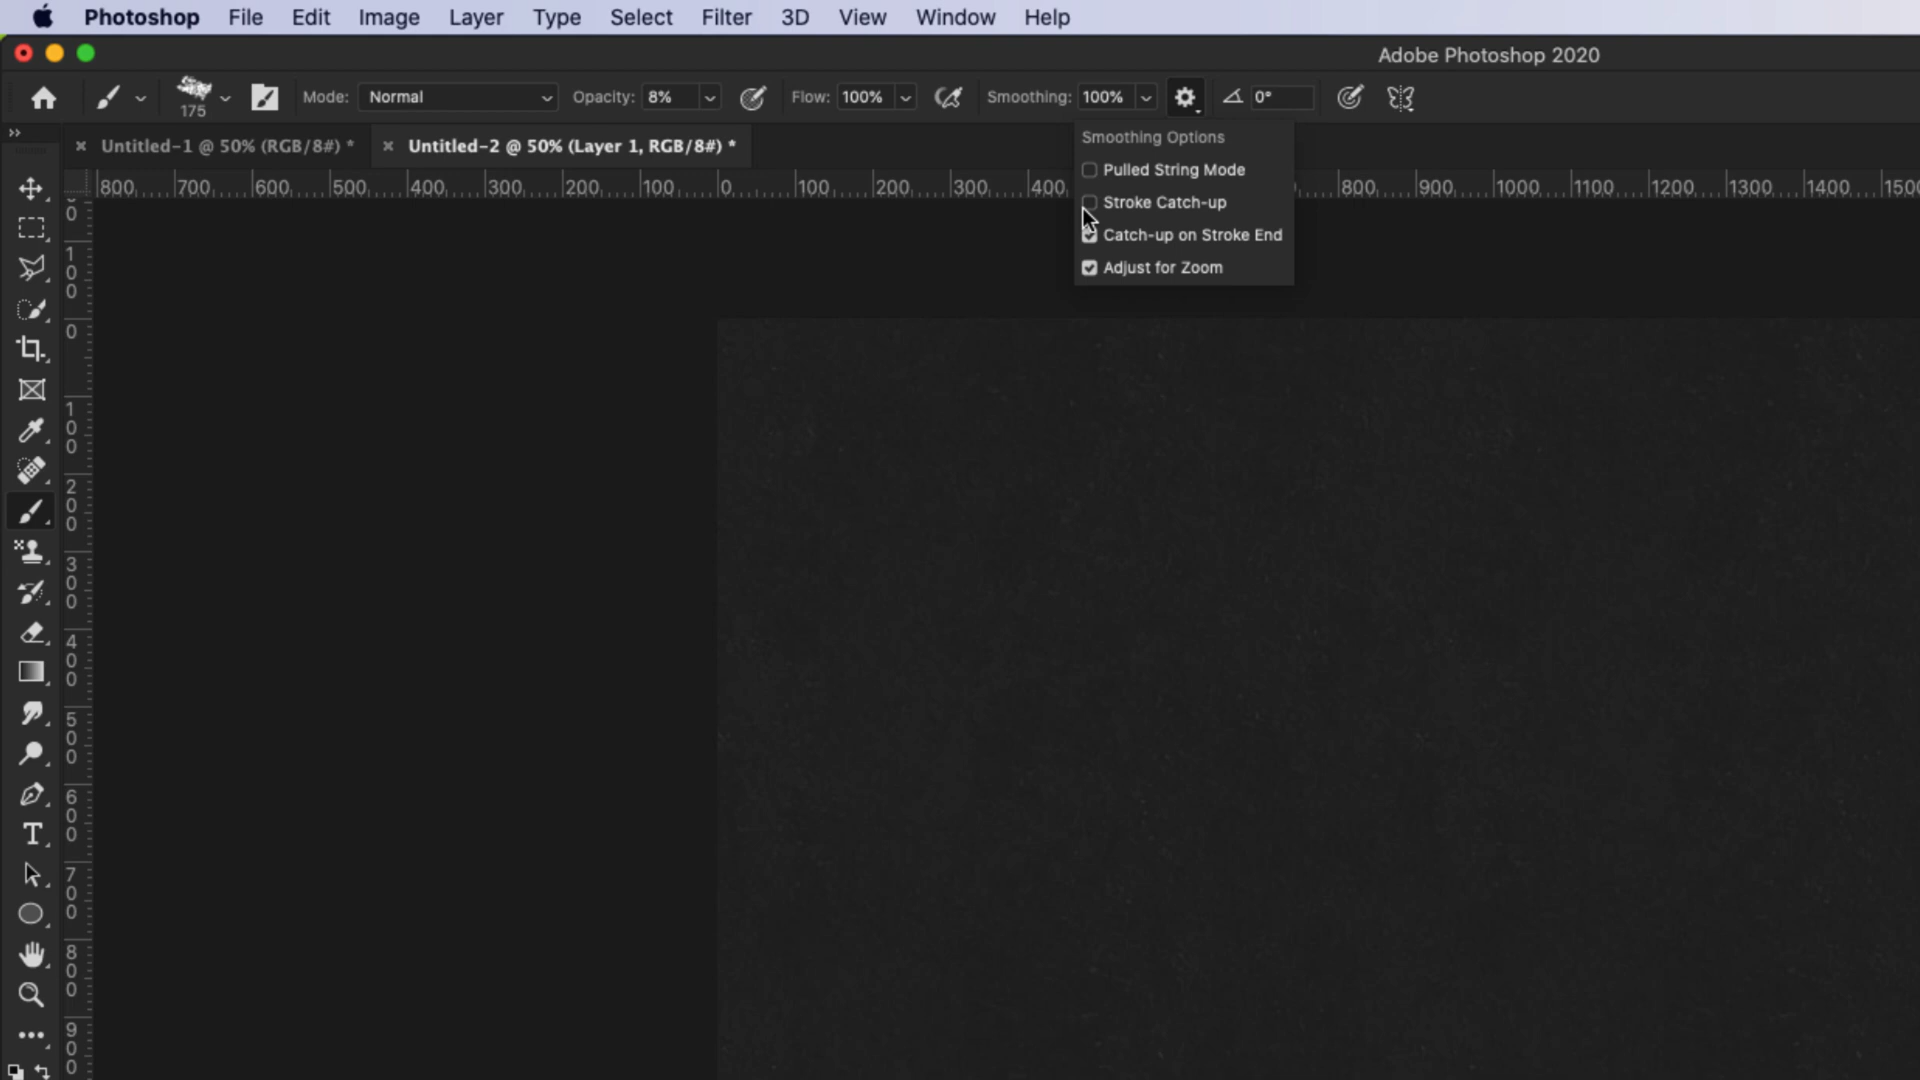 Photoshop File Edit Image Layer Type Select Filter 3D View Window Help
Adobe Photoshop 2020
175 Mode: Normal Opacity: 8% Flow: 100% Smoothing: 100% 0°
Untitled-1 @ 50% (RGB/8#) * Untitled-2 @ 50% (Layer 1, RGB/8#) *
Smoothing Options
Pulled String Mode
Stroke Catch-up
Catch-up on Stroke End
Adjust for Zoom
800 700 600 500 400 300 200 100 0 100 200 300 400 800 900 1000 1100 1200 1300 1400 1500
0
100
0
100
200
300
400
500
600
700
800
900